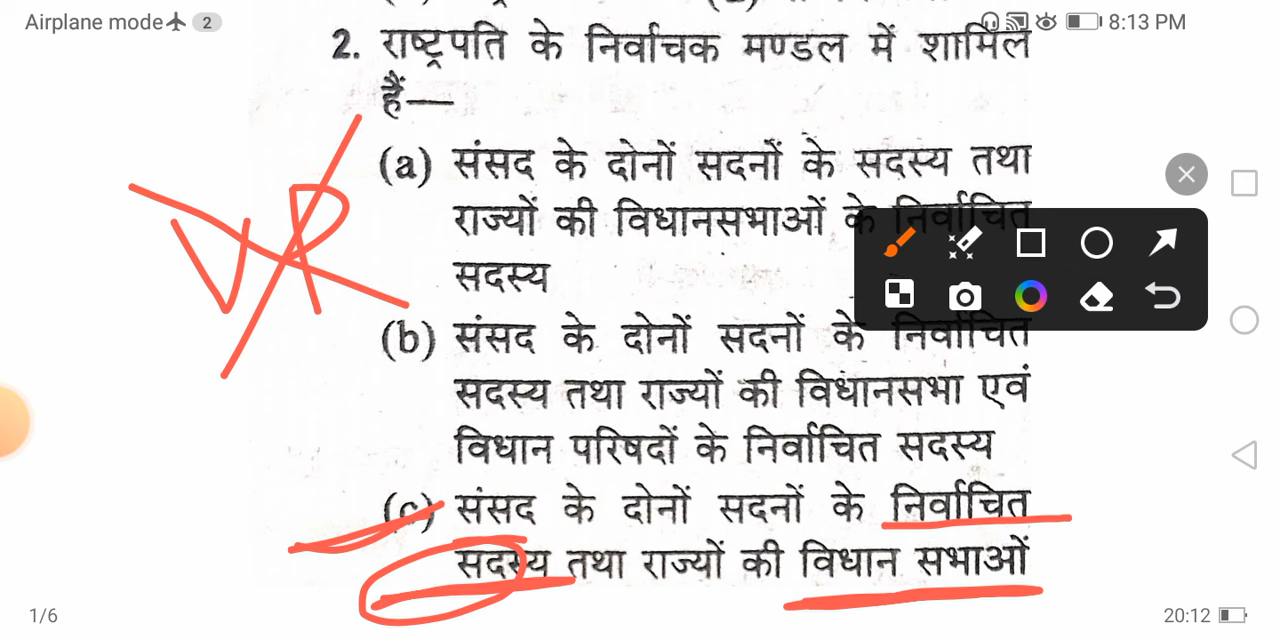 Airplane mode 2 8:13 PM
2. राष्ट्रपति के निर्वाचक मण्डल में शामिल
हैं—
(a) संसद के दोनों सदनों के सदस्य तथा
राज्यों की विधानसभाओं के निर्वाचित
सदस्य
(b) संसद के दोनों सदनों के निर्वाचित
सदस्य तथा राज्यों की विधानसभा एवं
विधान परिषदों के निर्वाचित सदस्य
(c) संसद के दोनों सदनों के निर्वाचित
सदस्य तथा राज्यों की विधान सभाओं
1/6 20:12